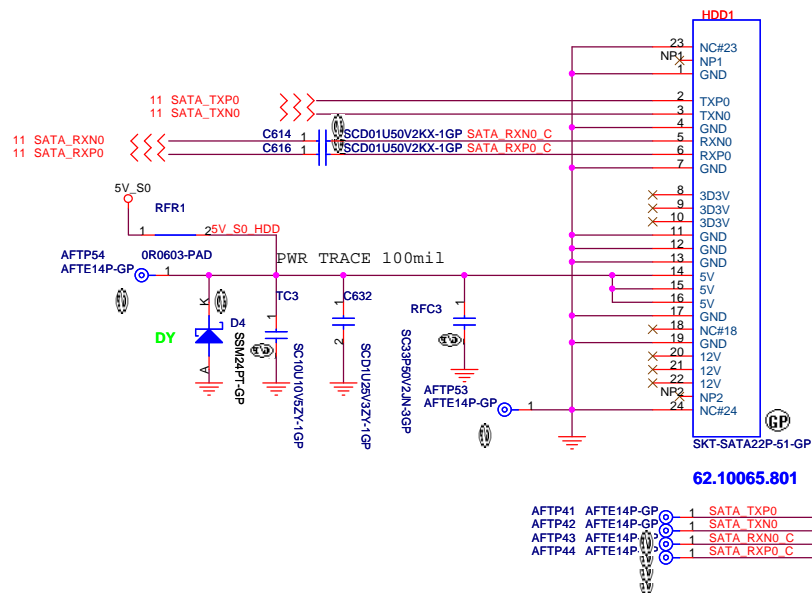 HDD1
23 NC#23
NP1 NP1
1 GND
11 SATA_TXP0 2 TXP0
11 SATA_TXN0 3 TXN0
4 GND
11 SATA_RXN0 C614 1 SCD01U50V2KX-1GP SATA_RXN0_C 5 RXN0
11 SATA_RXP0 C616 1 SCD01U50V2KX-1GP SATA_RXP0_C 6 RXP0
7 GND
5V_S0
8 3D3V
9 3D3V
10 3D3V
RFR1
1 2 5V_S0_HDD
11 GND
12 GND
13 GND
AFTP54 0R0603-PAD PWR TRACE 100mil
AFTE14P-GP 1
14 5V
15 5V
16 5V
17 GND
18 NC#18
19 GND
20 12V
21 12V
22 12V
NP2 NP2
24 NC#24
DY
K
A
D4
SSM24PT-GP
TC3
1
SC10U10V5ZY-1GP
C632
1
2
SCD1U25V3ZY-1GP
RFC3
1
SC33P50V2JN-3GP
AFTP53
AFTE14P-GP 1
GP
SKT-SATA22P-51-GP
62.10065.801
AFTP41 AFTE14P-GP 1 SATA_TXP0
AFTP42 AFTE14P-GP 1 SATA_TXN0
AFTP43 AFTE14P 1 SATA_RXN0_C
AFTP44 AFTE14P 1 SATA_RXP0_C